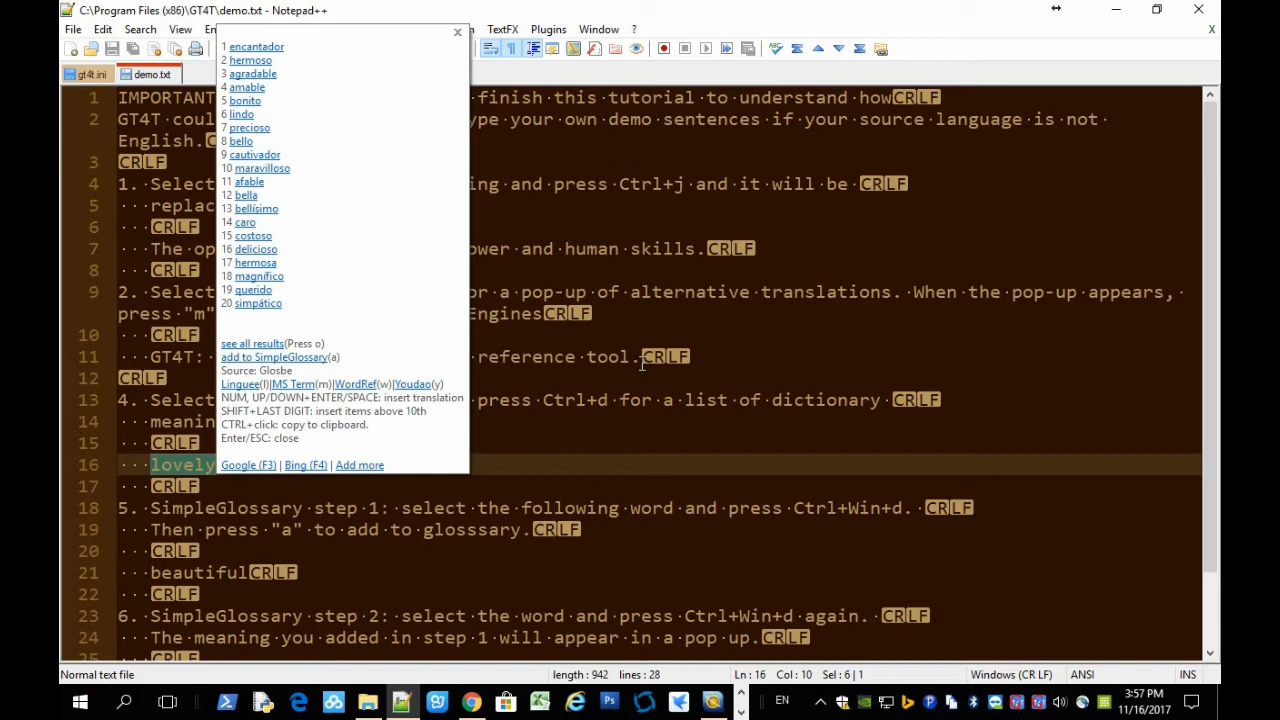 C:\Program Files (x86)\GT4T\demo.txt - Notepad++
File Edit Search View En TextFX Plugins Window ? X
gt4t.ini demo.txt
1 encantador
2 hermoso
3 agradable
4 amable
5 bonito
6 lindo
7 precioso
8 bello
9 cautivador
10 maravilloso
11 afable
12 bella
13 bellísimo
14 caro
15 costoso
16 delicioso
17 hermosa
18 magnífico
19 querido
20 simpático
see all results(Press o)
add to SimpleGlossary(a)
Source: Glosbe
Linguee(l)|MS Term(m)|WordRef(w)|Youdao(y)
NUM, UP/DOWN+ENTER/SPACE: insert translation
SHIFT+LAST DIGIT: insert items above 10th
CTRL+click: copy to clipboard.
Enter/ESC: close
Google (F3) | Bing (F4) | Add more
1 IMPORTANT finish this tutorial to understand howCRLF
2 GT4T coul ype your own demo sentences if your source language is not
English.C
3 CRLF
4 1. Select ing and press Ctrl+j and it will be CRLF
5 replac
6 CRLF
7 The op ower and human skills.CRLF
8 CRLF
9 2. Select or a pop-up of alternative translations. When the pop-up appears,
press "m" EnginesCRLF
10 CRLF
11 GT4T: reference tool.CRLF
12 CRLF
13 4. Select press Ctrl+d for a list of dictionary CRLF
14 meanin
15 CRLF
16 lovely
17 CRLF
18 5. SimpleGlossary step 1: select the following word and press Ctrl+Win+d. CRLF
19 Then press "a" to add to glosssary.CRLF
20 CRLF
21 beautifulCRLF
22 CRLF
23 6. SimpleGlossary step 2: select the word and press Ctrl+Win+d again. CRLF
24 The meaning you added in step 1 will appear in a pop up.CRLF
25 CRLF
Normal text file length : 942 lines : 28 Ln : 16 Col : 10 Sel : 6 | 1 Windows (CR LF) ANSI INS
EN
3:57 PM
11/16/2017